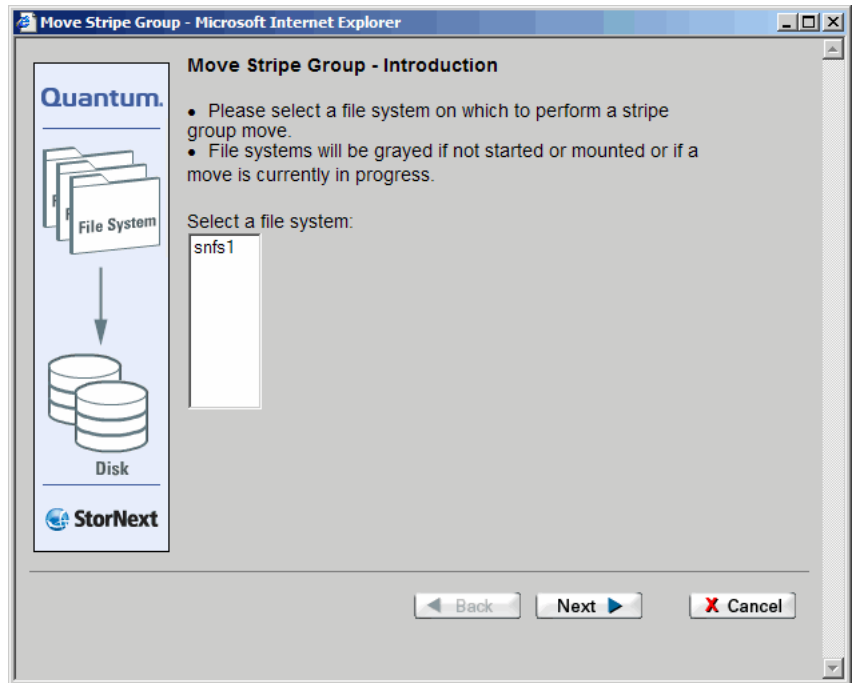 Move Stripe Group - Microsoft Internet Explorer
Quantum.
File System
Disk
StorNext
Move Stripe Group - Introduction
• Please select a file system on which to perform a stripe
group move.
• File systems will be grayed if not started or mounted or if a
move is currently in progress.
Select a file system:
snfs1
Back
Next
X Cancel